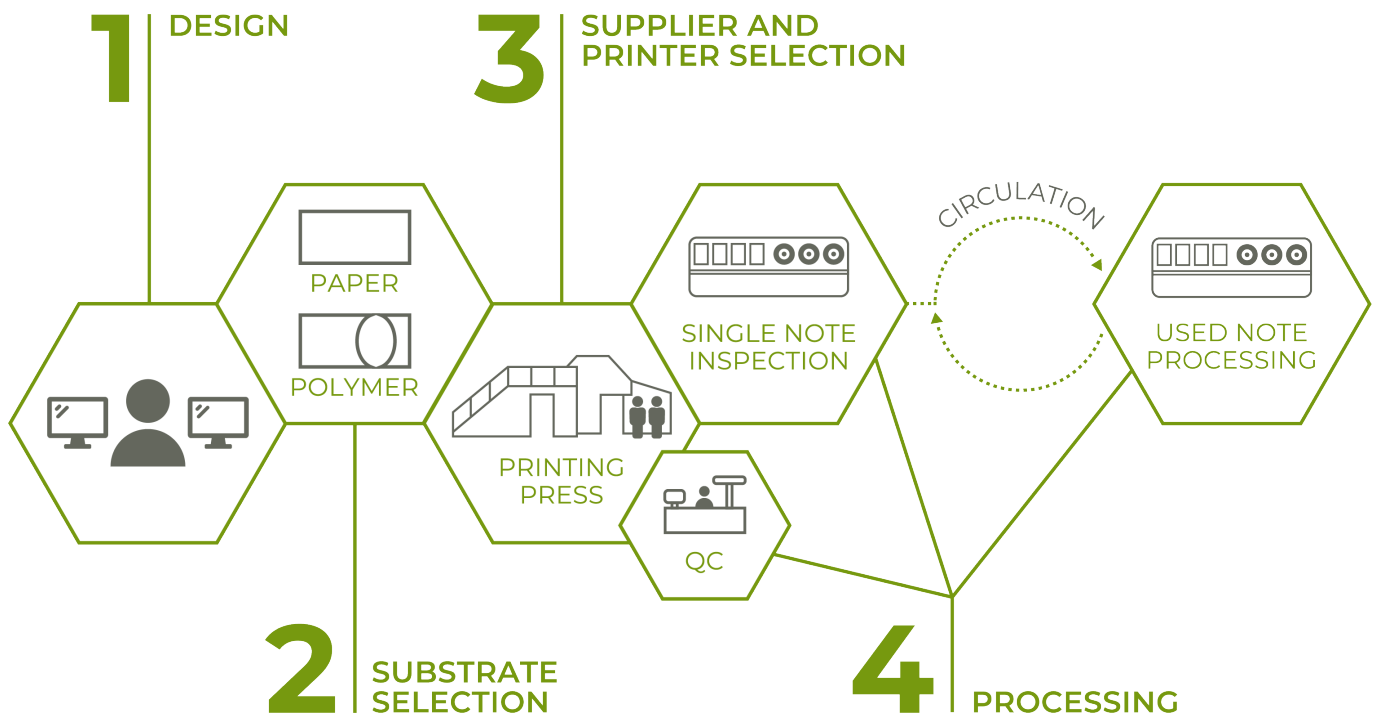 1
DESIGN
3
SUPPLIER AND
PRINTER SELECTION
PAPER
POLYMER
PRINTING
PRESS
QC
SINGLE NOTE
INSPECTION
CIRCULATION
USED NOTE
PROCESSING
2
SUBSTRATE
SELECTION
4
PROCESSING